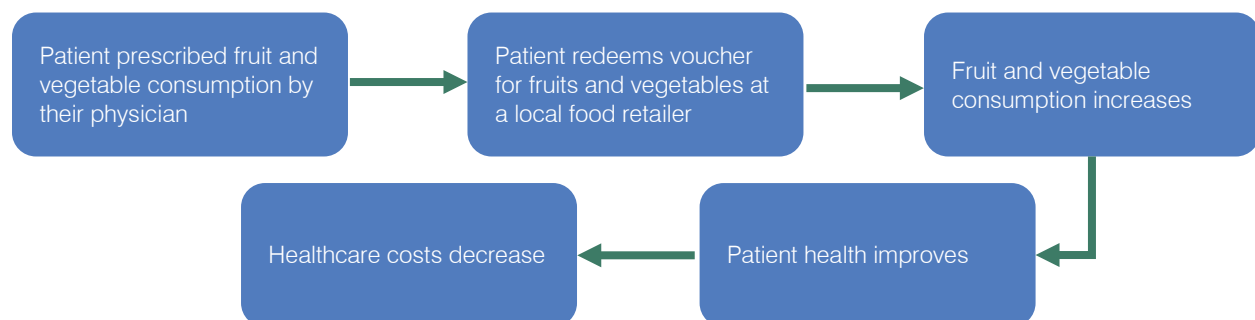 Patient prescribed fruit and
vegetable consumption by
their physician
Patient redeems voucher
for fruits and vegetables at
a local food retailer
Fruit and vegetable
consumption increases
Patient health improves
Healthcare costs decrease